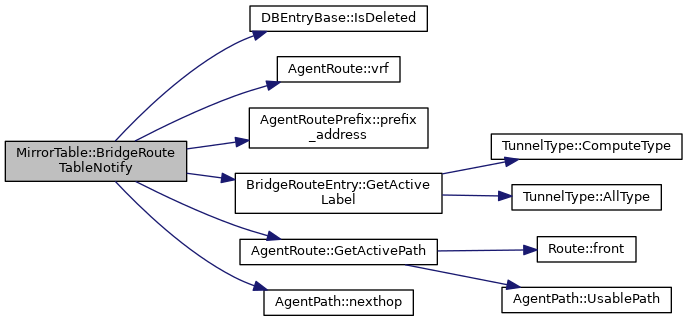 DBEntryBase::IsDeleted
AgentRoute::vrf
AgentRoutePrefix::prefix
_address
MirrorTable::BridgeRoute
TableNotify
BridgeRouteEntry::GetActive
Label
TunnelType::ComputeType
TunnelType::AllType
AgentRoute::GetActivePath
Route::front
AgentPath::UsablePath
AgentPath::nexthop